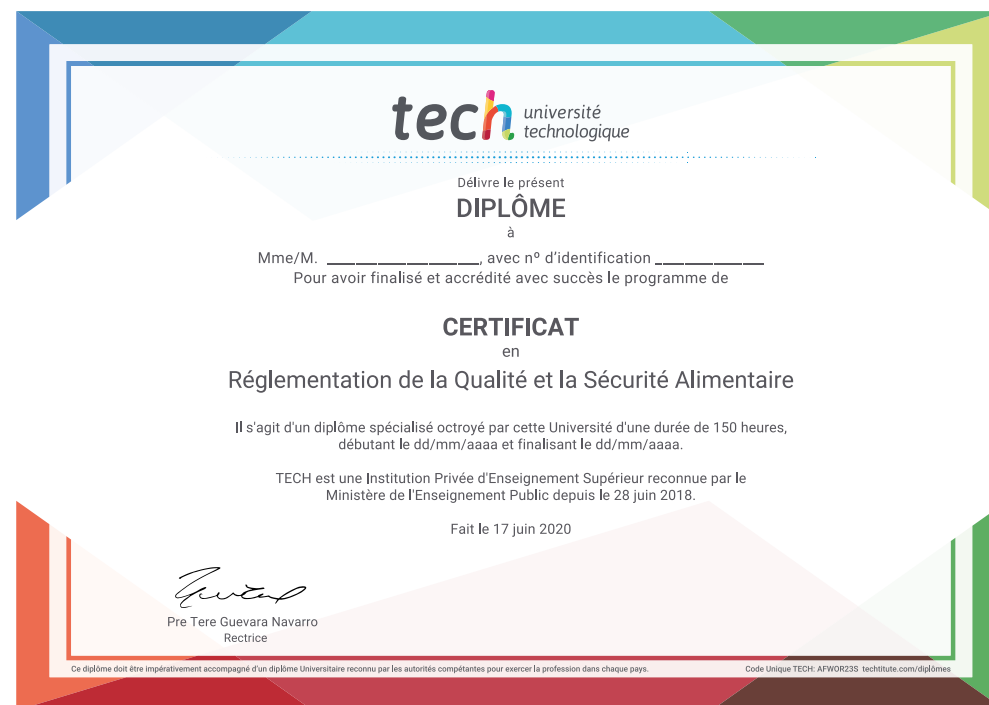 tech université
technologique
Délivre le présent
DIPLÔME
à
Mme/M. ____________________, avec nº d'identification ______________
Pour avoir finalisé et accrédité avec succès le programme de
CERTIFICAT
en
Réglementation de la Qualité et la Sécurité Alimentaire
Il s'agit d'un diplôme spécialisé octroyé par cette Université d'une durée de 150 heures,
débutant le dd/mm/aaaa et finalisant le dd/mm/aaaa.
TECH est une Institution Privée d'Enseignement Supérieur reconnue par le
Ministère de l'Enseignement Public depuis le 28 juin 2018.
Fait le 17 juin 2020
Pre Tere Guevara Navarro
Rectrice
Ce diplôme doit être impérativement accompagné d'un diplôme Universitaire reconnu par les autorités compétantes pour exercer la profession dans chaque pays.
Code Unique TECH: AFWOR23S techtitute.com/diplômes